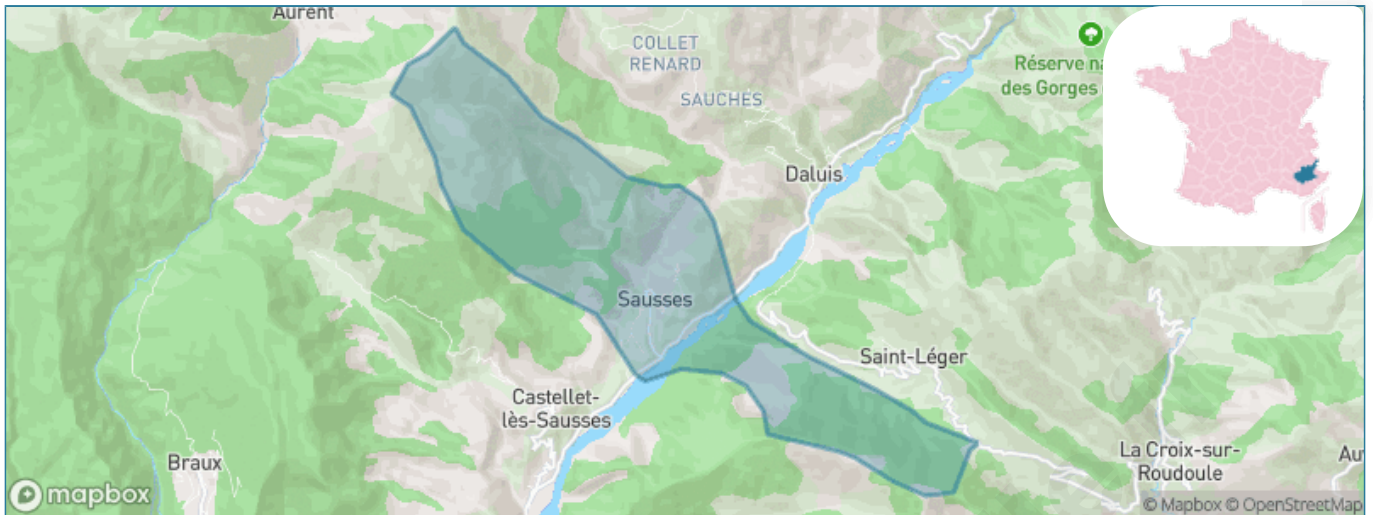 Aurent
COLLET
RENARD
SAUCHES
Réserve na
des Gorges
Daluis
Sausses
Saint-Léger
Castellet-
lès-Sausses
Braux
La Croix-sur-
Roudoule
Au
mapbox
© Mapbox © OpenStreetMap